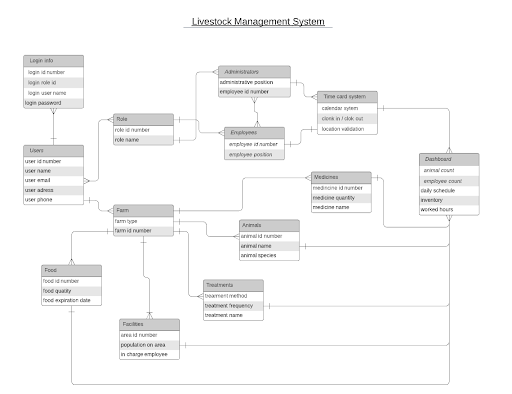 Livestock Management System
Login info
login id number
login role id
login user name
login password
Users
user id number
user name
user email
user adress
user phone
Role
role id number
role name
Administrators
administrative position
employee id number
Employees
employee id number
employee position
Time card system
calendar sytem
clock in / clok out
location validation
Dashboard
animal count
employee count
daily schedule
inventory
worked hours
Medicines
medicine id number
medicine quantity
medicine name
Farm
farm type
farm id number
Animals
animal id number
animal name
animal species
Food
food id number
food quality
food expiration date
Treatments
treatment method
treatment frequency
treatment name
Facilities
area id number
population on area
in charge employee